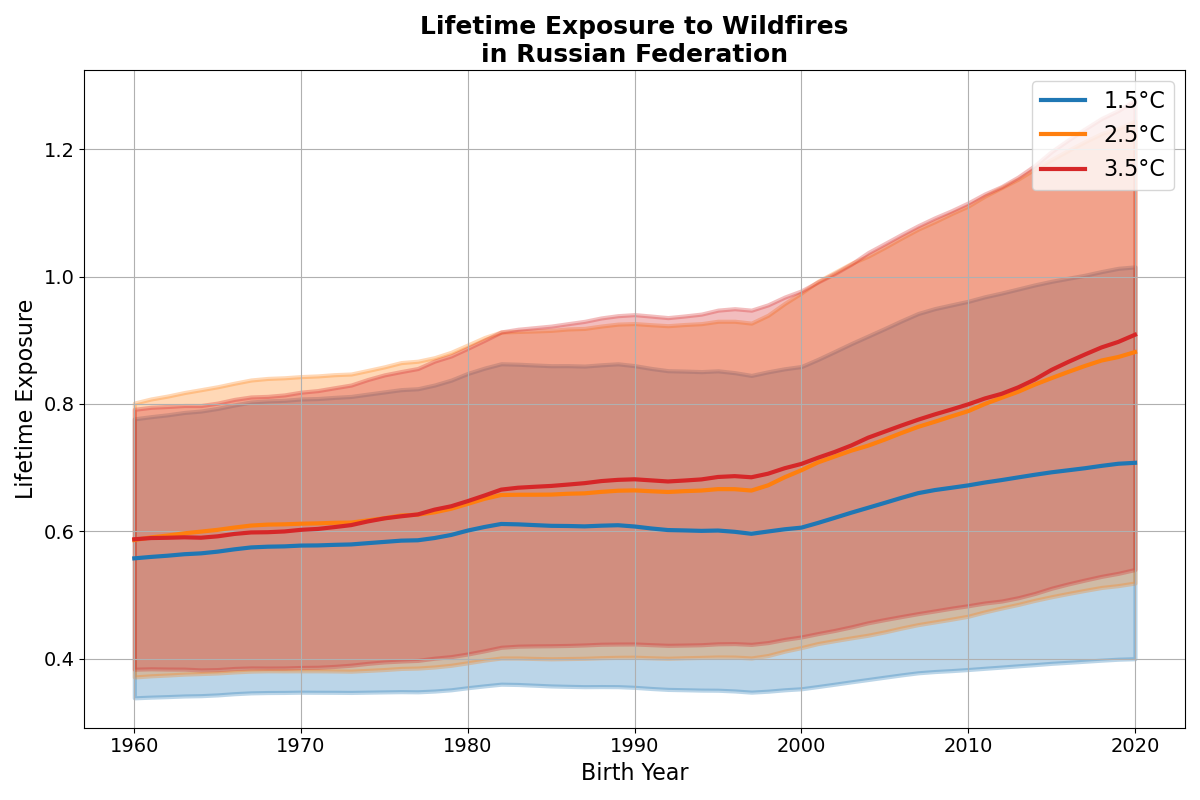 Lifetime Exposure to Wildfires
in Russian Federation
1.5°C
2.5°C
3.5°C
Lifetime Exposure
1.2
1.0
0.8
0.6
0.4
1960 1970 1980 1990 2000 2010 2020
Birth Year